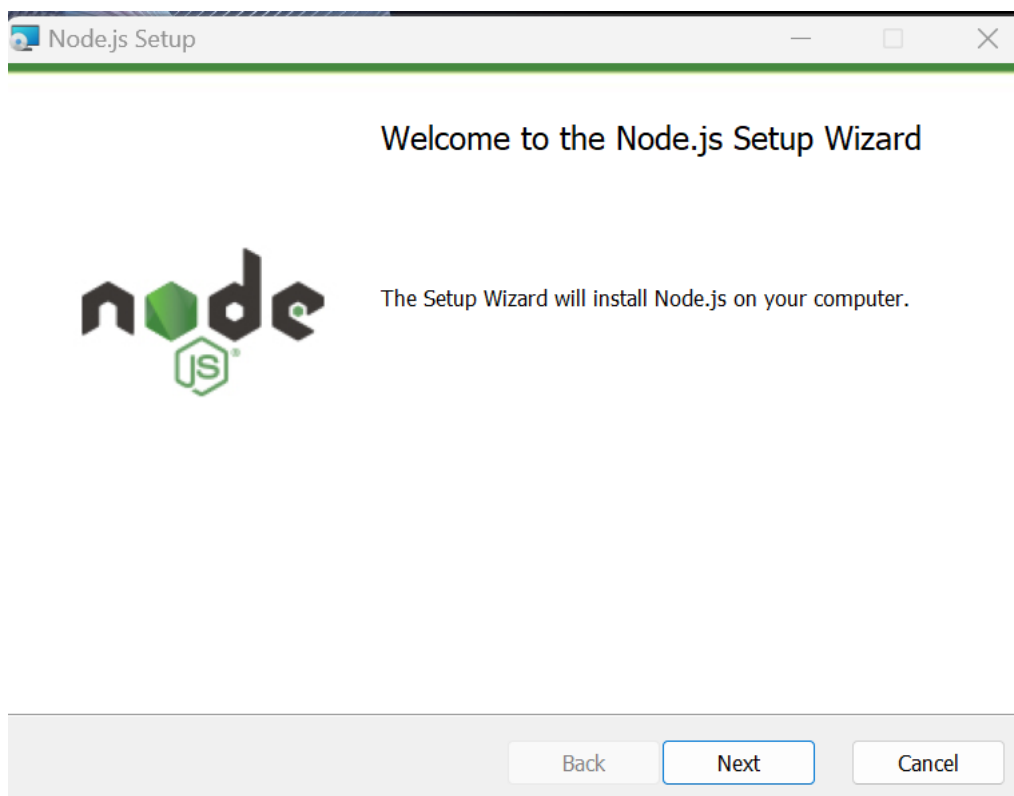 Node.js Setup
Welcome to the Node.js Setup Wizard
The Setup Wizard will install Node.js on your computer.
node
JS®
Back Next Cancel